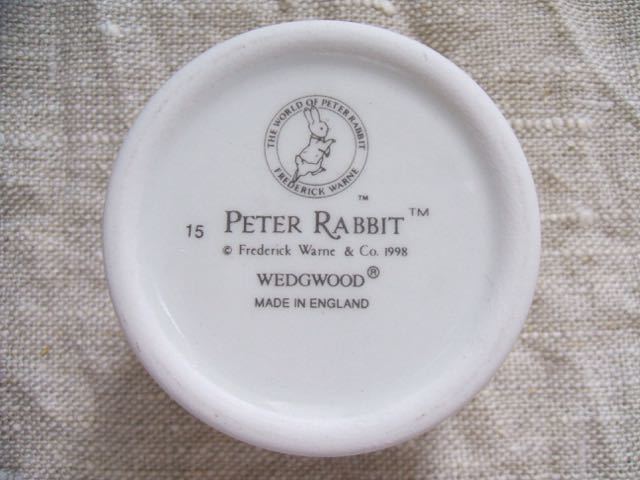 THE WORLD OF PETER RABBIT
FREDERICK WARNE
™
15 PETER RABBIT™
© Frederick Warne & Co. 1998
WEDGWOOD®
MADE IN ENGLAND